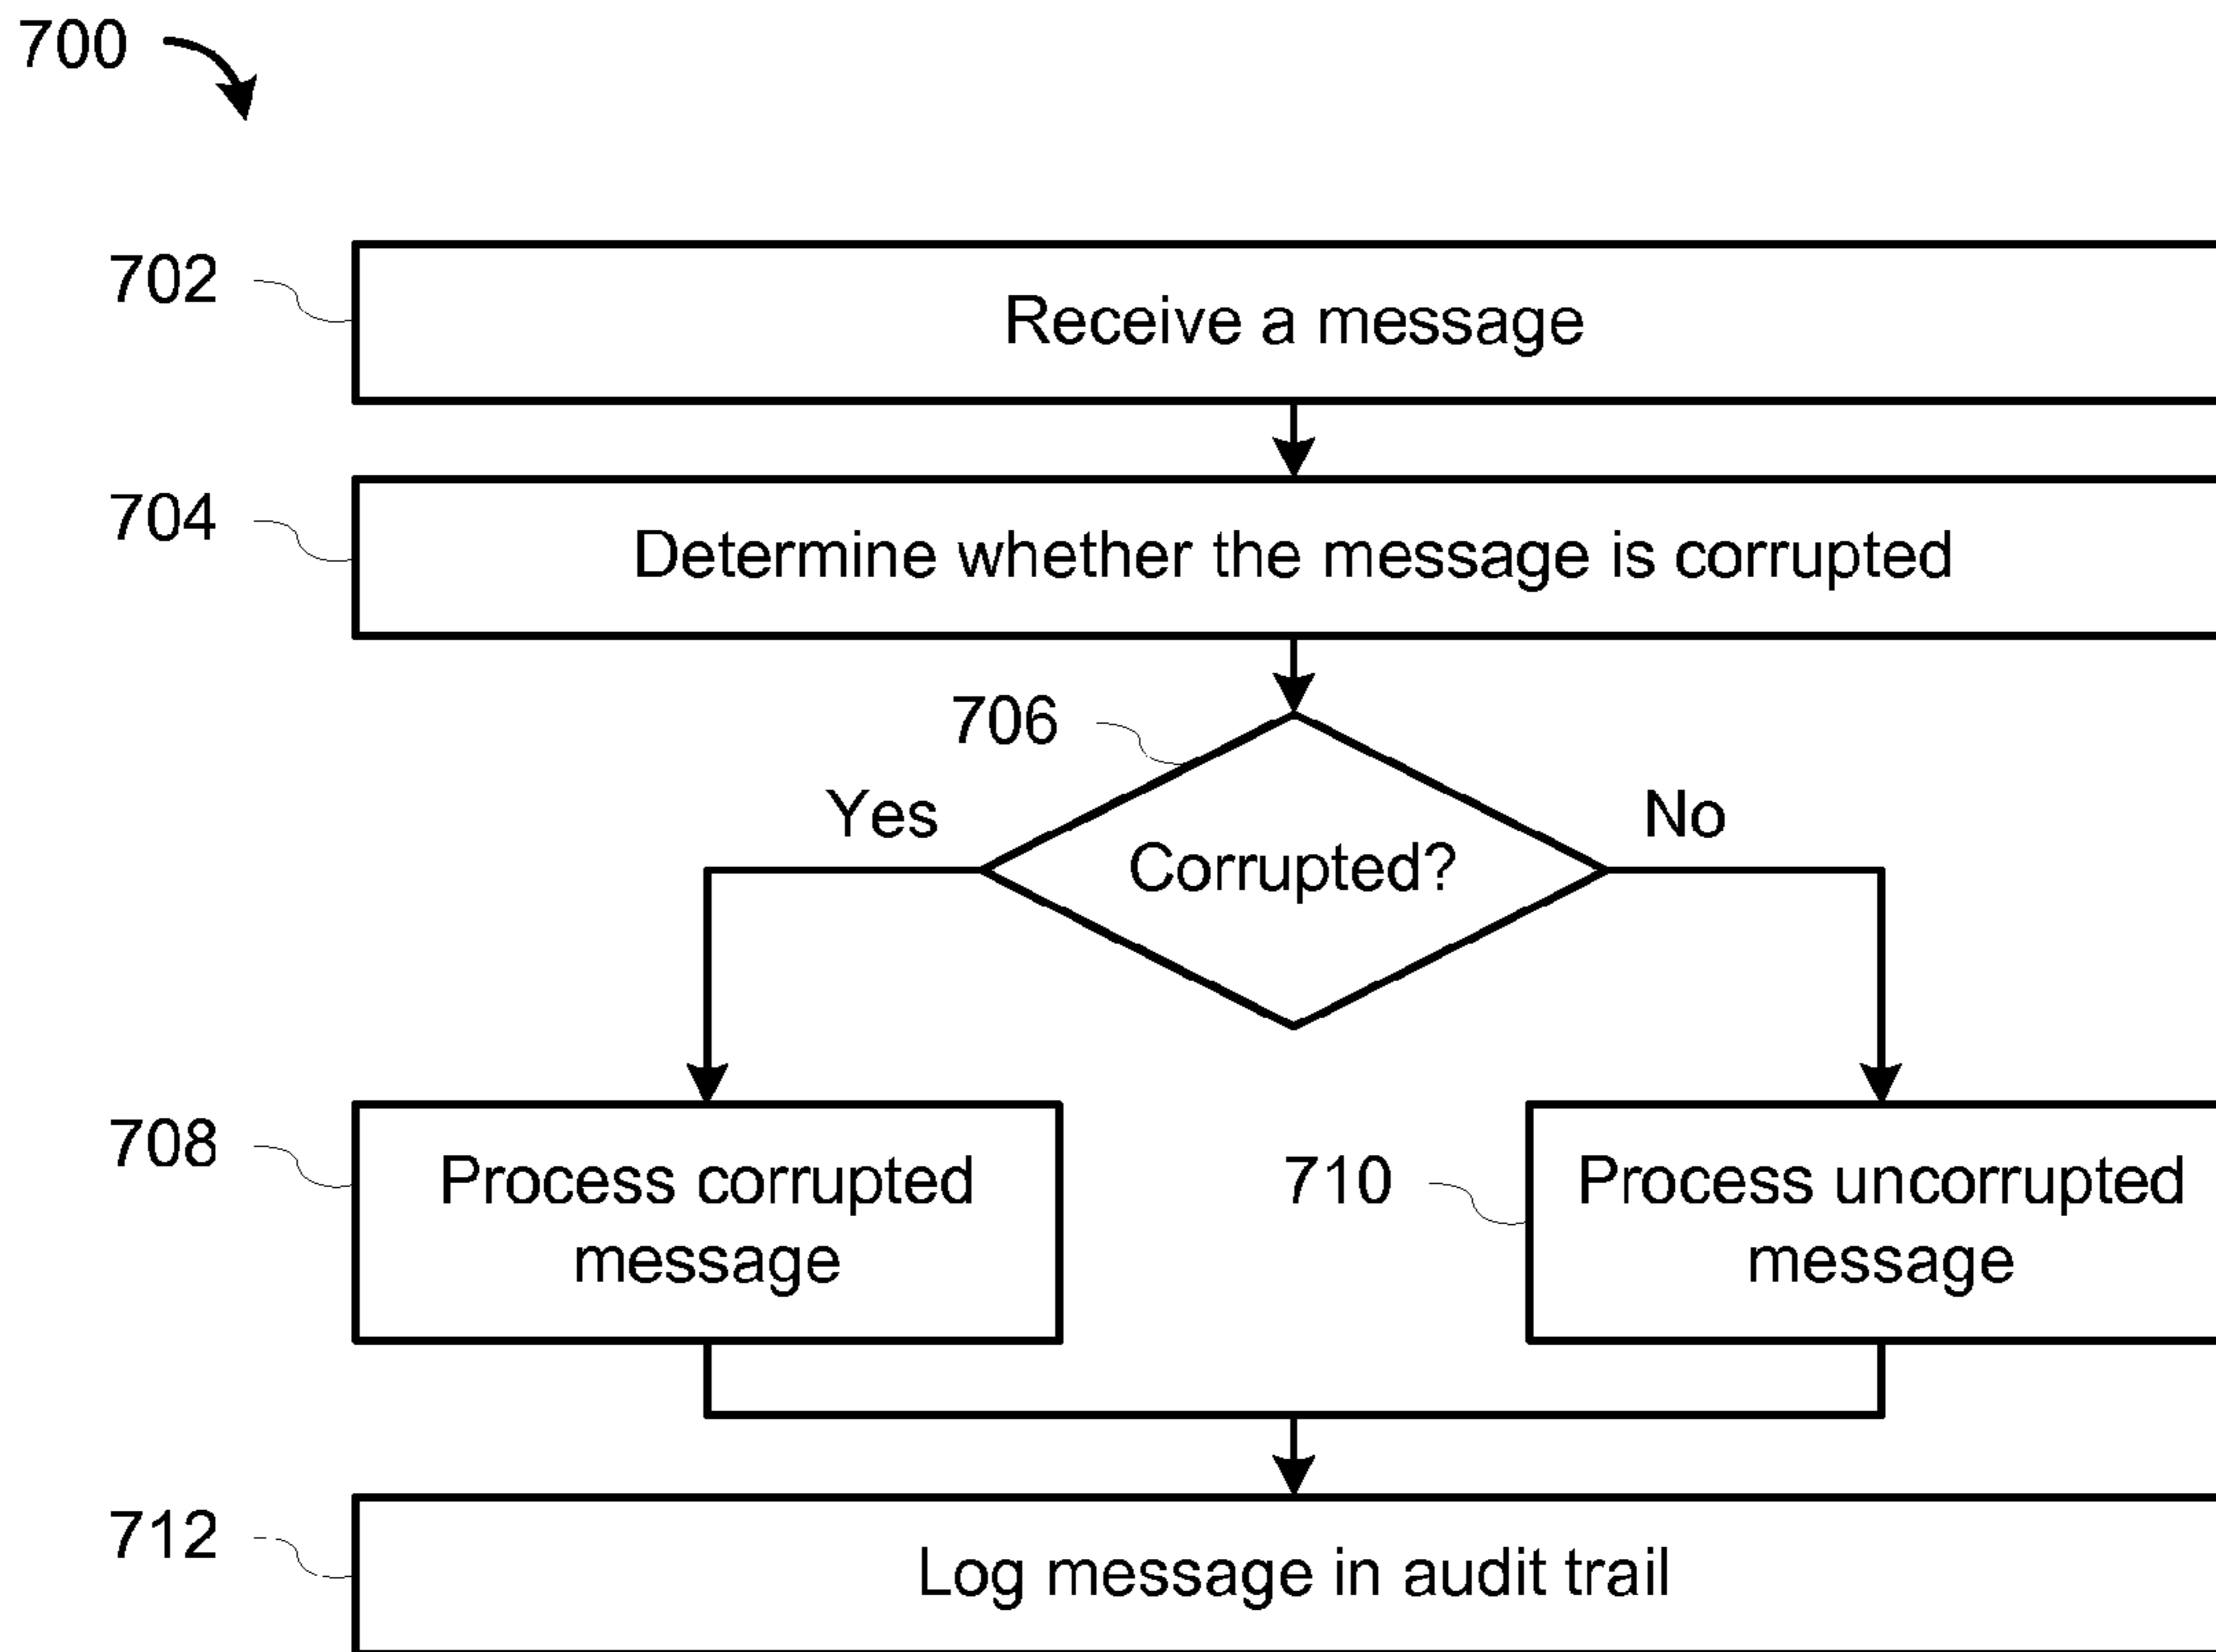 700
702
Receive a message
704
Determine whether the message is corrupted
706
Yes
No
Corrupted?
708
Process corrupted
message
710
Process uncorrupted
message
712
Log message in audit trail